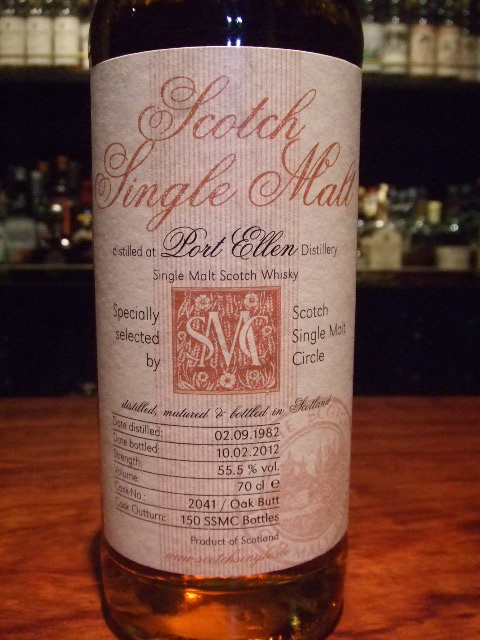 Scotch
Single Malt
distilled at Port Ellen Distillery
Single Malt Scotch Whisky
Specially
selected
by
SMC
Scotch
Single Malt
Circle
distilled, matured & bottled in Scotland
Date distilled: 02.09.1982
Date bottled: 10.02.2012
Strength: 55.5 % vol.
Volume: 70 cl e
Cask-No.: 2041 / Oak Butt
Cask Outturn: 150 SSMC Bottles
Product of Scotland